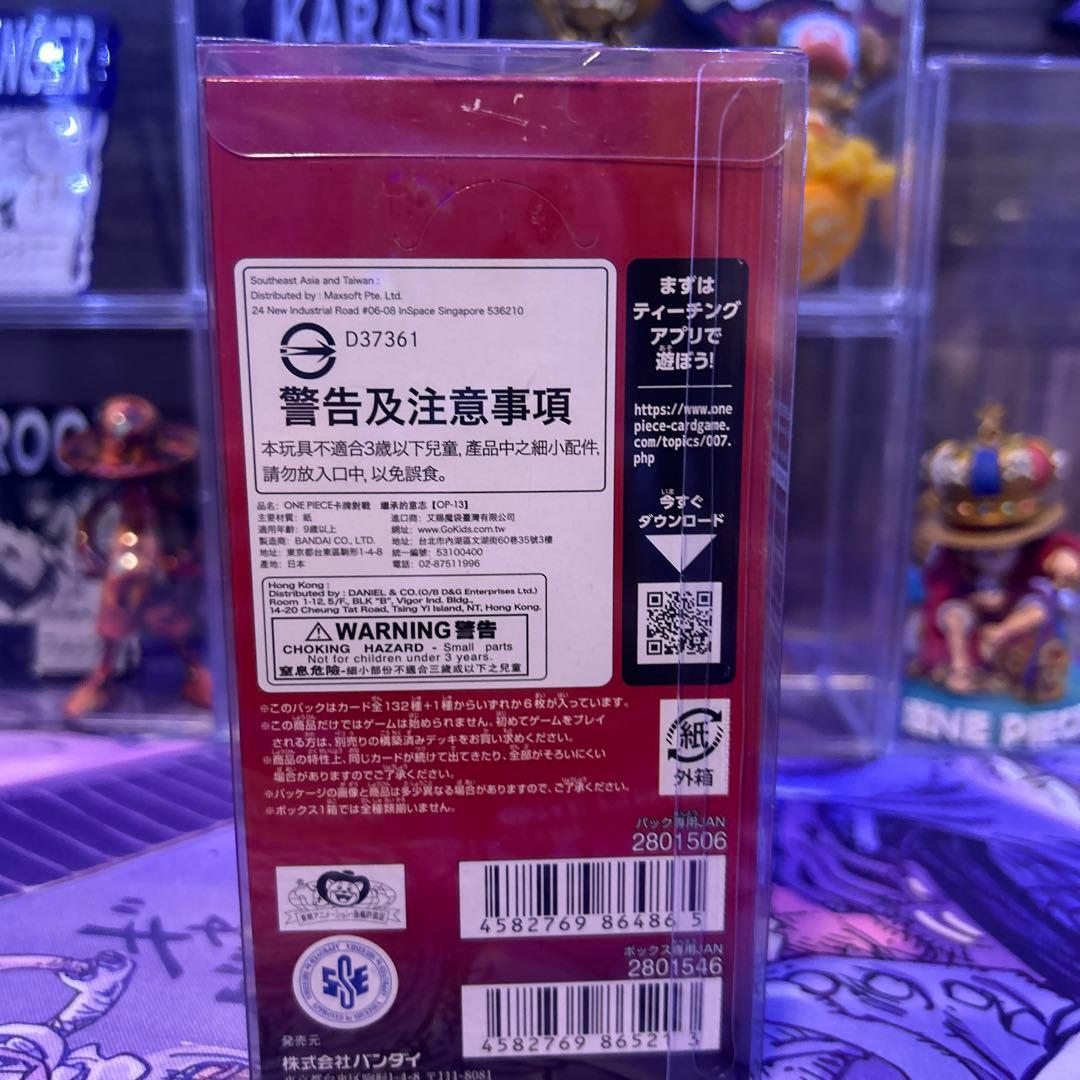 KARASU
Southeast Asia and Taiwan :
Distributed by : Maxsoft Pte. Ltd.
24 New Industrial Road #06-08 InSpace Singapore 536210
D37361
警告及注意事項
本玩具不適合3歲以下兒童, 產品中之細小配件,
請勿放入口中, 以免誤食。
品名: ONE PIECE卡牌對戰 繼承的意志【OP-13】
主要材質: 紙
進口商: 艾賜魔袋臺灣有限公司
適用年齡: 9歲以上
網址: www.GoKids.com.tw
製造商: BANDAI CO., LTD.
地址: 台北市內湖區文湖街60巷35號3樓
地址: 東京都台東區駒形1-4-8
統一編號: 53100400
產地: 日本
電話: 02-87511996
Hong Kong :
Distributed by : DANIEL & CO.(O/B D&G Enterprises Ltd.)
Room 1-12, 5/F., BLK "B", Vigor Ind. Bldg.,
14-20 Cheung Tat Road, Tsing Yi Island, NT, Hong Kong.
WARNING 警告
CHOKING HAZARD - Small parts
Not for children under 3 years.
窒息危險-細小部份不適合三歲或以下之兒童
まずは
ティーチング
アプリで
遊ぼう!
https://www.one
piece-cardgame.
com/topics/007.
php
今すぐ
ダウンロード
※このパックはカード全132種+1種からいずれか6枚が入っています。
※この商品だけではゲームは始められません。初めてゲームをプレイ
される方は、別売りの構築済みデッキをお買い求めください。
※商品の特性上、同じカードが続けて出てきたり、全部がそろいにくい
場合がありますのでご了承ください。
※パッケージの画像と商品は多少異なる場合がありますので、ご了承ください。
※ボックス1箱では全種類揃いません。
紙
外箱
パック専用JAN
2801506
4582769 86486 5
ボックス専用JAN
2801546
4582769 86521 3
発売元
株式会社バンダイ
東京都台東区駒形1-4-8 〒111-8081
ONE PIECE